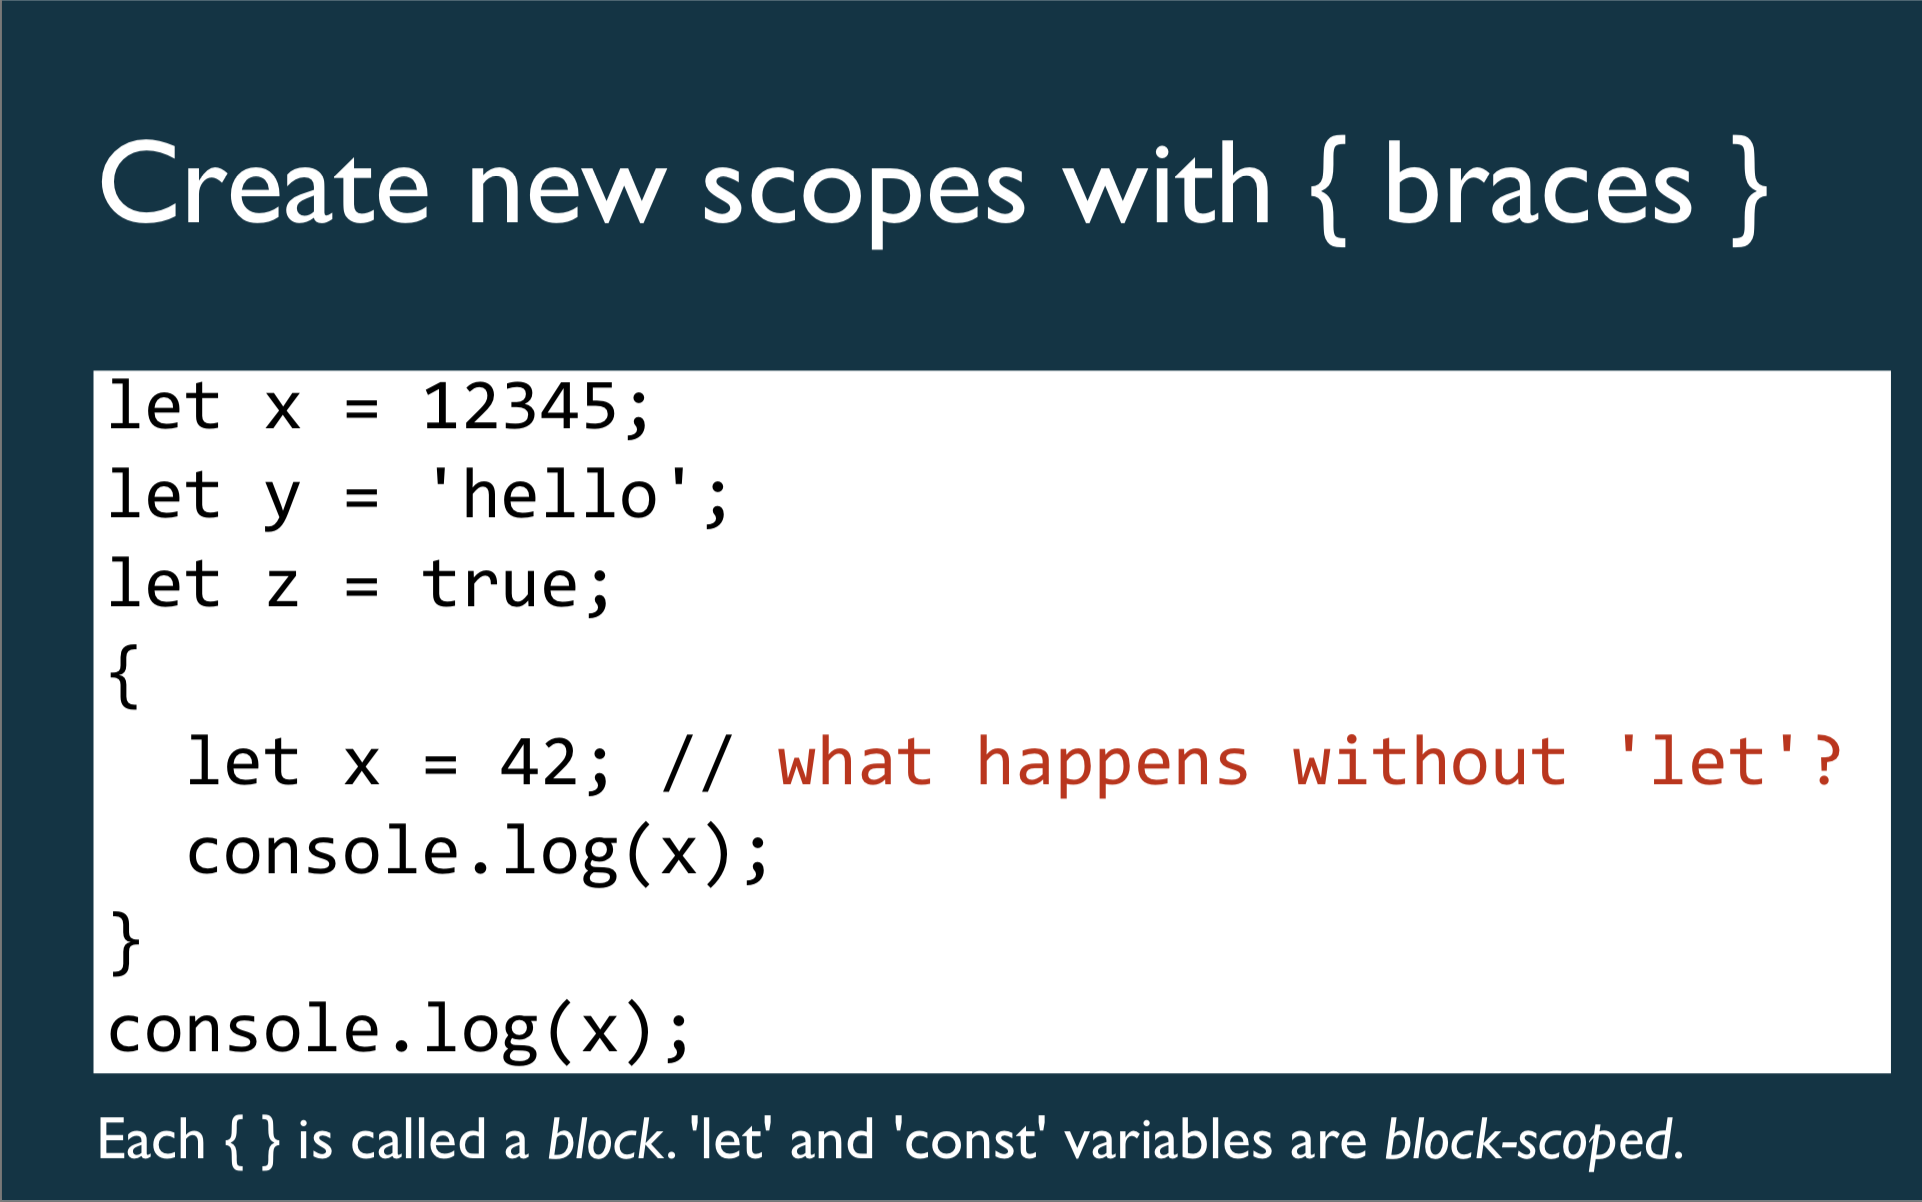 Create new scopes with { braces }
let x = 12345;
let y = 'hello';
let z = true;
{
  let x = 42; // what happens without 'let'?
  console.log(x);
}
console.log(x);
Each { } is called a block. 'let' and 'const' variables are block-scoped.